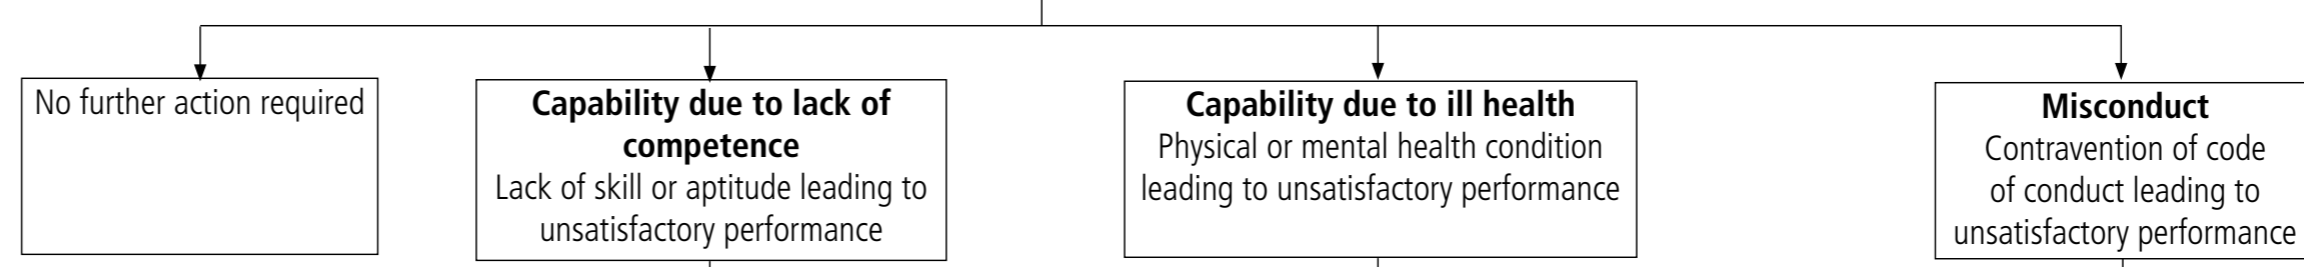 No further action required
Capability due to lack of
competence
Lack of skill or aptitude leading to
unsatisfactory performance
Capability due to ill health
Physical or mental health condition
leading to unsatisfactory performance
Misconduct
Contravention of code
of conduct leading to
unsatisfactory performance